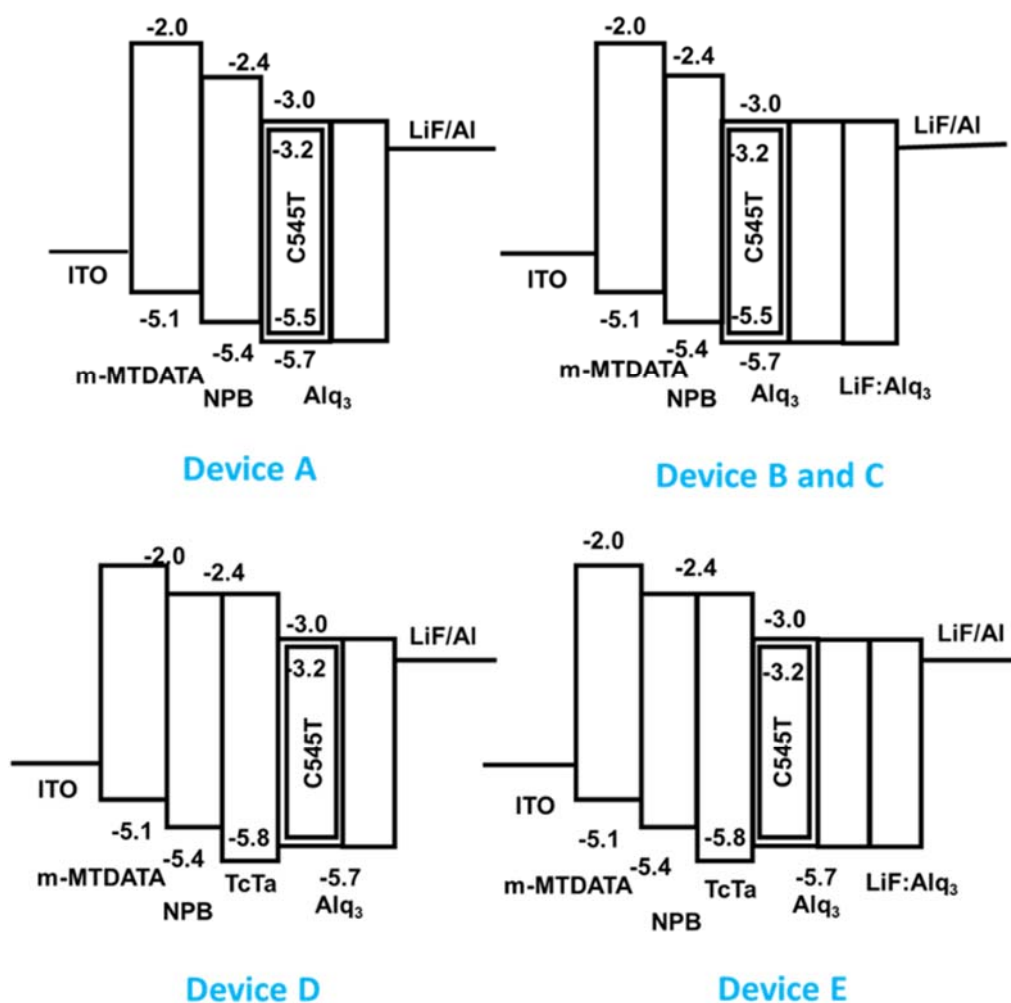 -2.0
-2.4
-3.0
LiF/Al
-3.2
C545T
ITO
-5.5
-5.1
-5.4
-5.7
m-MTDATA
NPB
Alq₃
Device A
-2.0
-2.4
-3.0
LiF/Al
-3.2
C545T
ITO
-5.5
-5.1
-5.4
-5.7
m-MTDATA
NPB
Alq₃
LiF:Alq₃
Device B and C
-2.0
-2.4
-3.0
LiF/Al
-3.2
C545T
ITO
-5.1
-5.4
-5.8
m-MTDATA
TcTa
-5.7
NPB
Alq₃
Device D
-2.0
-2.4
-3.0
LiF/Al
-3.2
C545T
ITO
-5.1
-5.4
-5.8
m-MTDATA
TcTa
-5.7
NPB
Alq₃
LiF:Alq₃
Device E